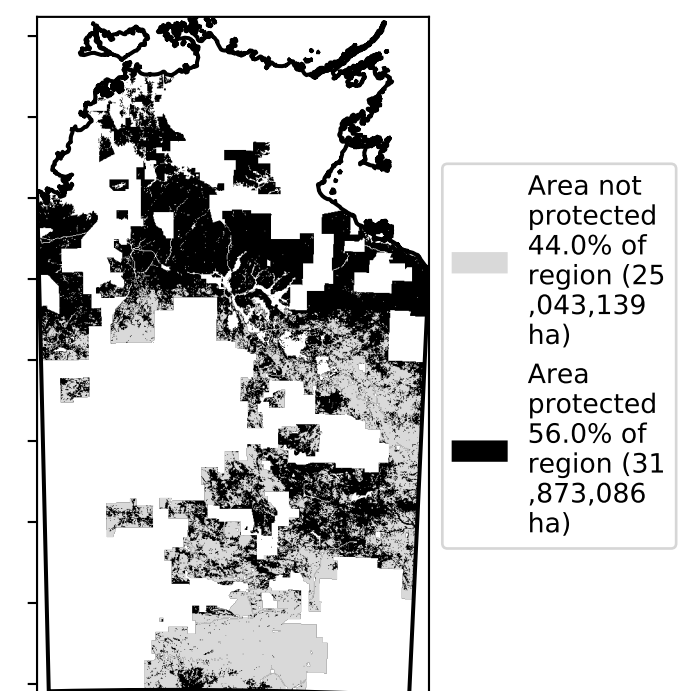 Area not
protected
44.0% of
region (25
,043,139
ha)
Area
protected
56.0% of
region (31
,873,086
ha)